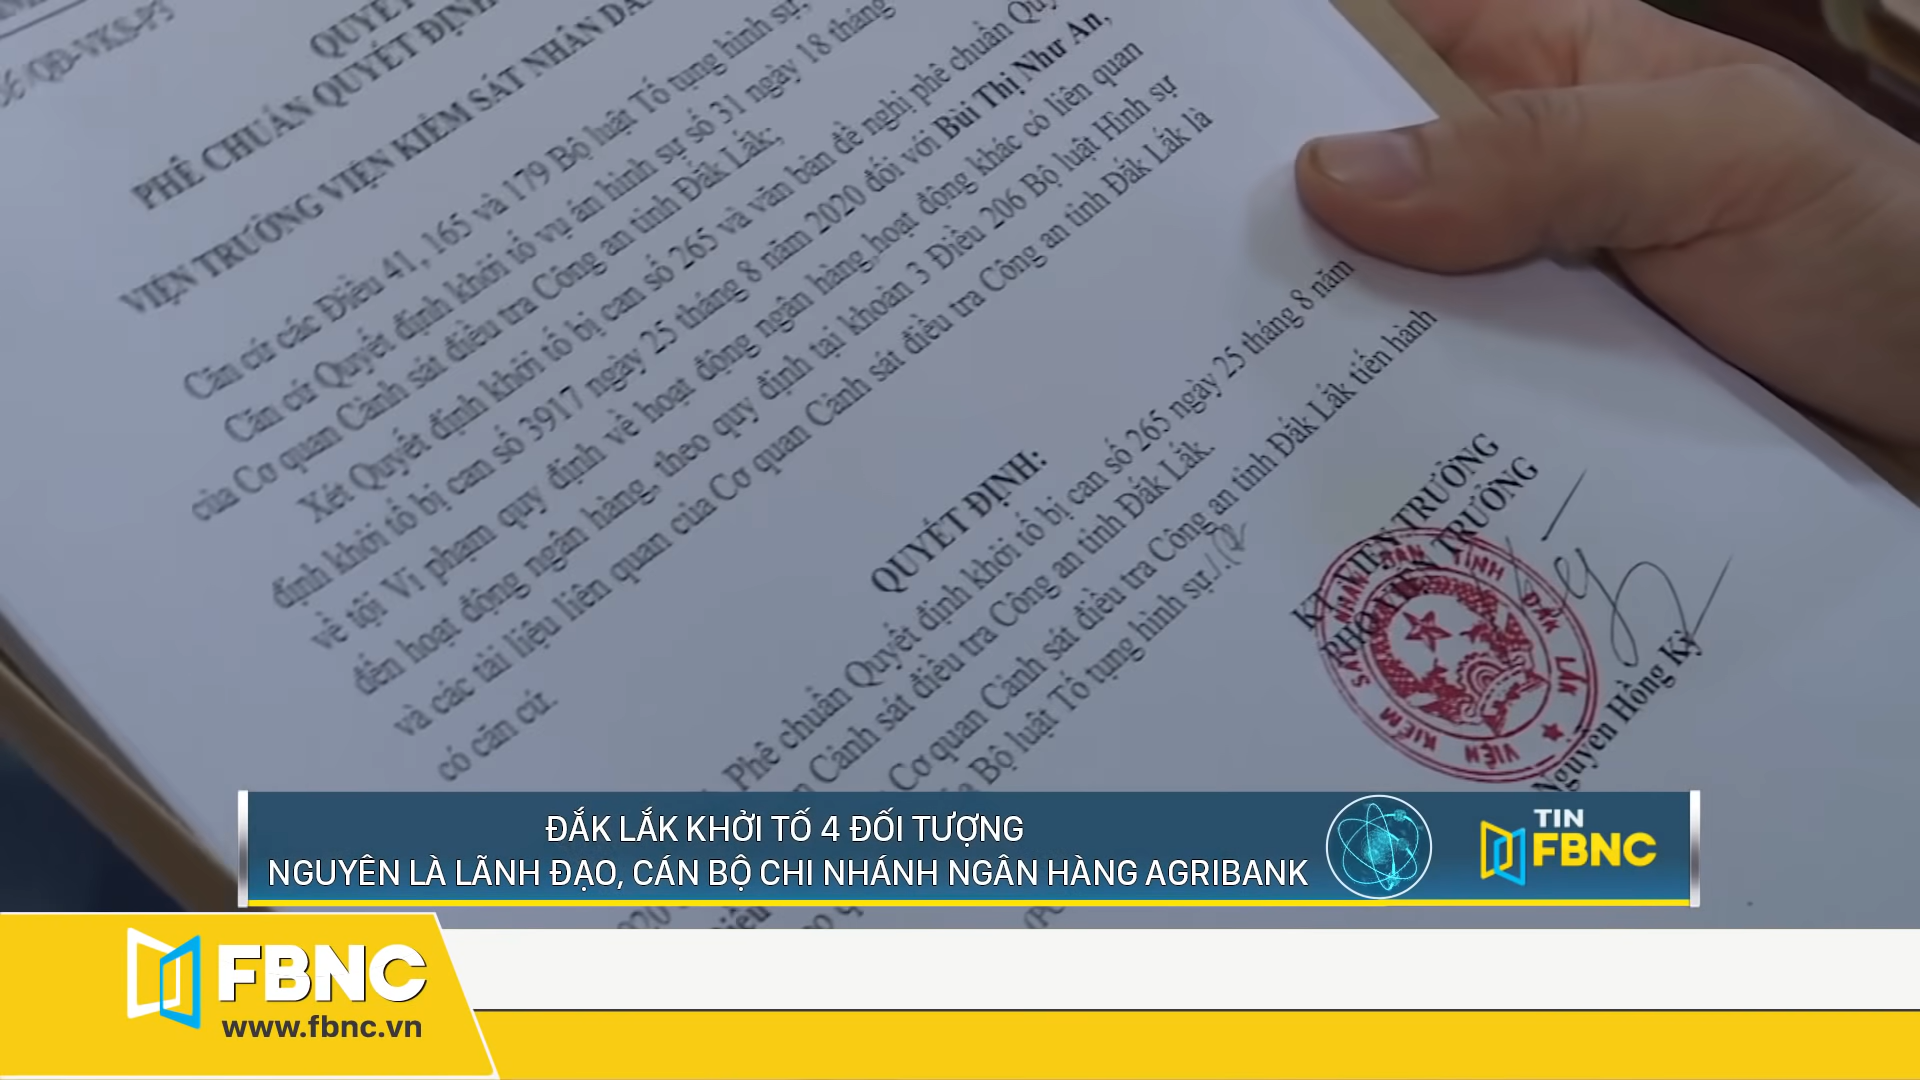 QĐ-VKS-P3
QUYẾT
PHÊ CHUẨN QUYẾT ĐỊNH
VIỆN TRƯỞNG VIỆN KIỂM SÁT NHÂN DÂN
Căn cứ các Điều 41, 165 và 179 Bộ luật Tố tụng hình sự;
Căn cứ Quyết định khởi tố vụ án hình sự số 31 ngày 18 tháng
của Cơ quan Cảnh sát điều tra Công an tỉnh Đắk Lắk;
Xét Quyết định khởi tố bị can số 265 và văn bản đề nghị phê chuẩn Quy
định khởi tố bị can số 3917 ngày 25 tháng 8 năm 2020 đối với Bùi Thị Như An,
về tội Vi phạm quy định về hoạt động ngân hàng, hoạt động khác có liên quan
đến hoạt động ngân hàng, theo quy định tại khoản 3 Điều 206 Bộ luật Hình sự
và các tài liệu liên quan của Cơ quan Cảnh sát điều tra Công an tỉnh Đắk Lắk là
có căn cứ.
QUYẾT ĐỊNH:
Phê chuẩn Quyết định khởi tố bị can số 265 ngày 25 tháng 8 năm
Cảnh sát điều tra Công an tỉnh Đắk Lắk.
Cơ quan Cảnh sát điều tra Công an tỉnh Đắk Lắk tiến hành
Bộ luật Tố tụng hình sự./.
KT. VIỆN TRƯỞNG
PHÓ VIỆN TRƯỞNG
VIỆN KIỂM SÁT NHÂN DÂN TỈNH ĐẮK LẮK
Nguyễn Hồng Kỳ
ĐẮK LẮK KHỞI TỐ 4 ĐỐI TƯỢNG
NGUYÊN LÀ LÃNH ĐẠO, CÁN BỘ CHI NHÁNH NGÂN HÀNG AGRIBANK
TIN
FBNC
FBNC
www.fbnc.vn